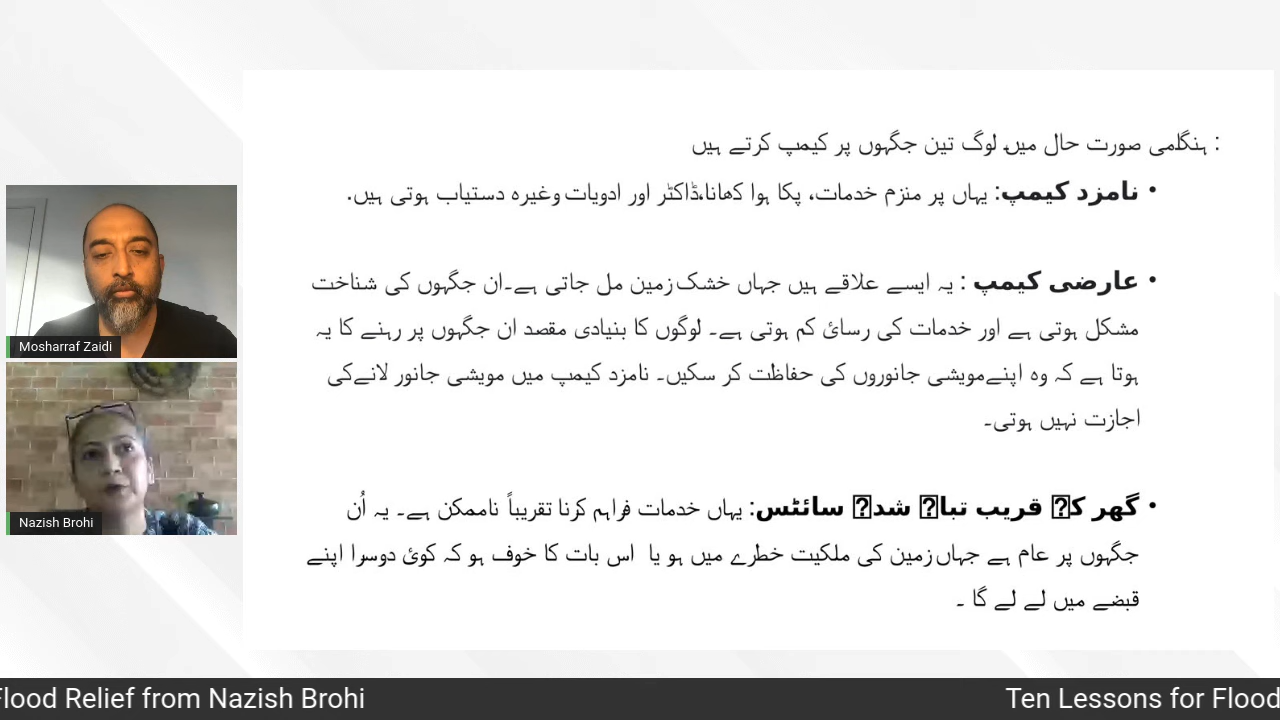 : ہنگامی صورت حال میں لوگ تین جگہوں پر کیمپ کرتے ہیں
• نامزد کیمپ: یہاں پر منزم خدمات، پکا ہوا کھانا،ڈاکٹر اور ادویات وغیرہ دستیاب ہوتی ہیں.
• عارضی کیمپ : یہ ایسے علاقے ہیں جہاں خشک زمین مل جاتی ہے۔ان جگہوں کی شناخت
مشکل ہوتی ہے اور خدمات کی رسائ کم ہوتی ہے۔ لوگوں کا بنیادی مقصد ان جگہوں پر رہنے کا یہ
ہوتا ہے کہ وہ اپنےمویشی جانوروں کی حفاظت کر سکیں۔ نامزد کیمپ میں مویشی جانور لانےکی
اجازت نہیں ہوتی۔
• گھر ک� قریب تبا� شد� سائٹس: یہاں خدمات فراہم کرنا تقریباً ناممکن ہے۔ یہ اُن
جگہوں پر عام ہے جہاں زمین کی ملکیت خطرے میں ہو یا اس بات کا خوف ہو کہ کوئ دوسرا اپنے
قبضے میں لے لے گا ۔
Mosharraf Zaidi
Nazish Brohi
Flood Relief from Nazish Brohi
Ten Lessons for Flood